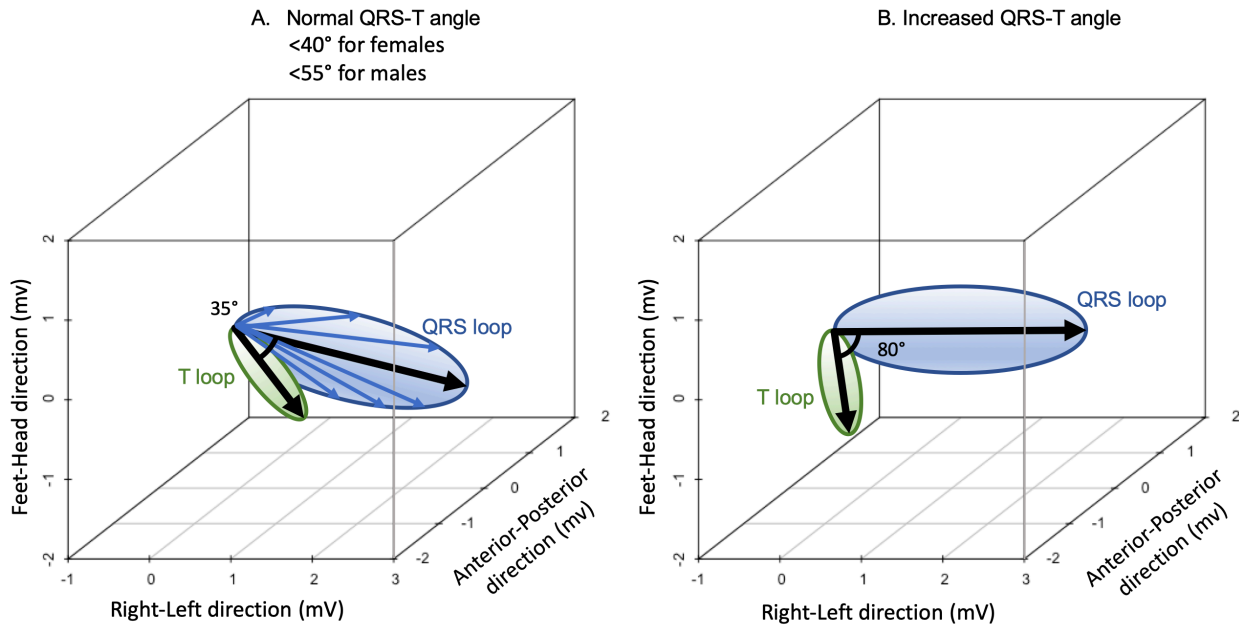 A. Normal QRS-T angle
<40° for females
<55° for males
2
1
0
-1
-2
Feet-Head direction (mv)
35°
QRS loop
T loop
-1
0
1
2
3
Right-Left direction (mV)
-2
-1
0
1
2
Anterior-Posterior
direction (mv)
B. Increased QRS-T angle
2
1
0
-1
-2
Feet-Head direction (mv)
QRS loop
80°
T loop
-1
0
1
2
3
Right-Left direction (mV)
-2
-1
0
1
2
Anterior-Posterior
direction (mv)